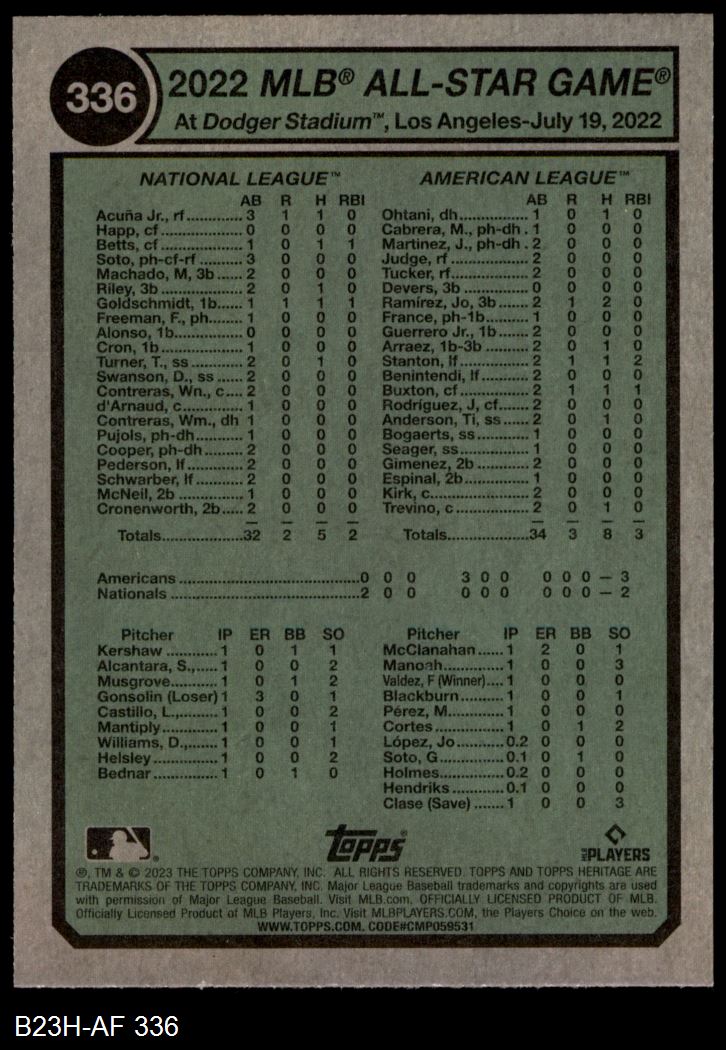 336
2022 MLB® ALL-STAR GAME®
At Dodger Stadium™, Los Angeles-July 19, 2022
NATIONAL LEAGUE™
AB R H RBI
Acuña Jr., rf............. 3 1 1 0
Happ, cf .................. 0 0 0 0
Betts, cf................... 1 0 1 1
Soto, ph-cf-rf .......... 3 0 0 0
Machado, M, 3b ...... 2 0 0 0
Riley, 3b.................. 2 0 1 0
Goldschmidt, 1b...... 1 1 1 1
Freeman, F., ph........ 1 0 0 0
Alonso, 1b............... 0 0 0 0
Cron, 1b .................. 1 0 0 0
Turner, T., ss ............ 2 0 1 0
Swanson, D., ss ...... 2 0 0 0
Contreras, Wn., c.... 2 0 0 0
d'Arnaud, c.............. 1 0 0 0
Contreras, Wm., dh 1 0 0 0
Pujols, ph-dh........... 1 0 0 0
Cooper, ph-dh......... 2 0 0 0
Pederson, lf............. 2 0 0 0
Schwarber, lf........... 2 0 0 0
McNeil, 2b .............. 1 0 0 0
Cronenworth, 2b..... 2 0 0 0
Totals....................32 2 5 2
AMERICAN LEAGUE™
AB R H RBI
Ohtani, dh................ 1 0 1 0
Cabrera, M., ph-dh . 1 0 0 0
Martinez, J., ph-dh . 2 0 0 0
Judge, rf .................. 2 0 0 0
Tucker, rf.................. 2 0 0 0
Devers, 3b ............... 0 0 0 0
Ramírez, Jo, 3b........ 2 1 2 0
France, ph-1b.......... 1 0 0 0
Guerrero Jr., 1b ....... 2 0 0 0
Arraez, 1b-3b .......... 2 0 1 0
Stanton, lf................ 2 1 1 2
Benintendi, lf........... 2 0 0 0
Buxton, cf................ 2 1 1 1
Rodríguez, J, cf....... 2 0 0 0
Anderson, Ti, ss...... 2 0 1 0
Bogaerts, ss............ 1 0 0 0
Seager, ss................ 1 0 0 0
Gimenez, 2b ............ 2 0 0 0
Espinal, 2b............... 1 0 0 0
Kirk, c....................... 2 0 0 0
Trevino, c ................. 2 0 1 0
Totals....................34 3 8 3
Americans ...............................0 0 0 3 0 0 0 0 0 – 3
Nationals .................................2 0 0 0 0 0 0 0 0 – 2
Pitcher IP ER BB SO
Kershaw ............ 1 0 1 1
Alcantara, S.,...... 1 0 0 2
Musgrove........... 1 0 1 2
Gonsolin (Loser) 1 3 0 1
Castillo, L.,......... 1 0 0 2
Mantiply............. 1 0 0 1
Williams, D.,....... 1 0 0 1
Helsley ............... 1 0 0 2
Bednar ............... 1 0 1 0
Pitcher IP ER BB SO
McClanahan...... 1 2 0 1
Manoah.............. 1 0 0 3
Valdez, F (Winner).... 1 0 0 0
Blackburn........... 1 0 0 1
Pérez, M............. 1 0 0 0
Cortes ................ 1 0 1 2
López, Jo ........... 0.2 0 0 0
Soto, G............... 0.1 0 1 0
Holmes............... 0.2 0 0 0
Hendriks ............ 0.1 0 0 0
Clase (Save) ....... 1 0 0 3
topps®
MLB PLAYERS
®, TM & © 2023 THE TOPPS COMPANY, INC. ALL RIGHTS RESERVED. TOPPS AND TOPPS HERITAGE ARE
TRADEMARKS OF THE TOPPS COMPANY, INC. Major League Baseball trademarks and copyrights are used
with permission of Major League Baseball. Visit MLB.com. OFFICIALLY LICENSED PRODUCT OF MLB.
Officially Licensed Product of MLB Players, Inc. Visit MLBPLAYERS.COM, the Players Choice on the web.
WWW.TOPPS.COM. CODE#CMP059531
B23H-AF 336